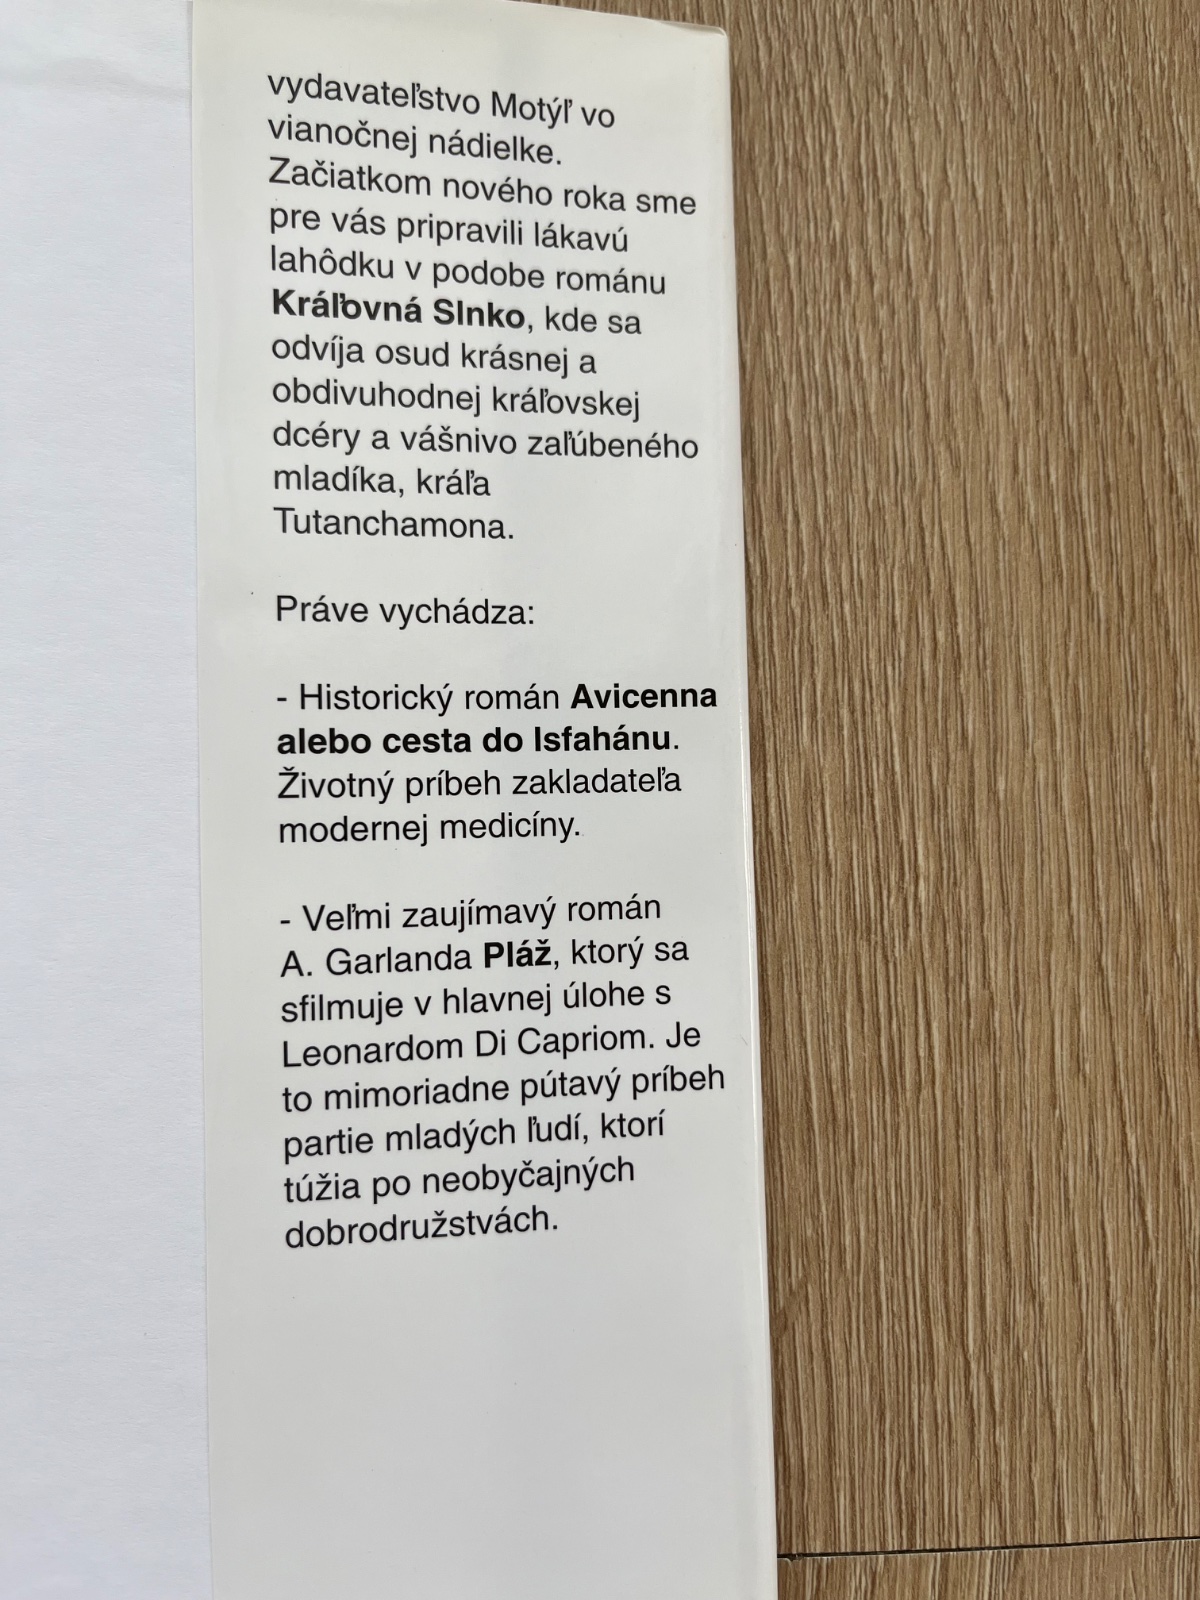 vydavateľstvo Motýľ vo
vianočnej nádielke.
Začiatkom nového roka sme
pre vás pripravili lákavú
lahôdku v podobe románu
Kráľovná Slnko, kde sa
odvíja osud krásnej a
obdivuhodnej kráľovskej
dcéry a vášnivo zaľúbeného
mladíka, kráľa
Tutanchamona.
Práve vychádza:
- Historický román Avicenna
alebo cesta do Isfahánu.
Životný príbeh zakladateľa
modernej medicíny.
- Veľmi zaujímavý román
A. Garlanda Pláž, ktorý sa
sfilmuje v hlavnej úlohe s
Leonardom Di Capriom. Je
to mimoriadne pútavý príbeh
partie mladých ľudí, ktorí
túžia po neobyčajných
dobrodružstvách.